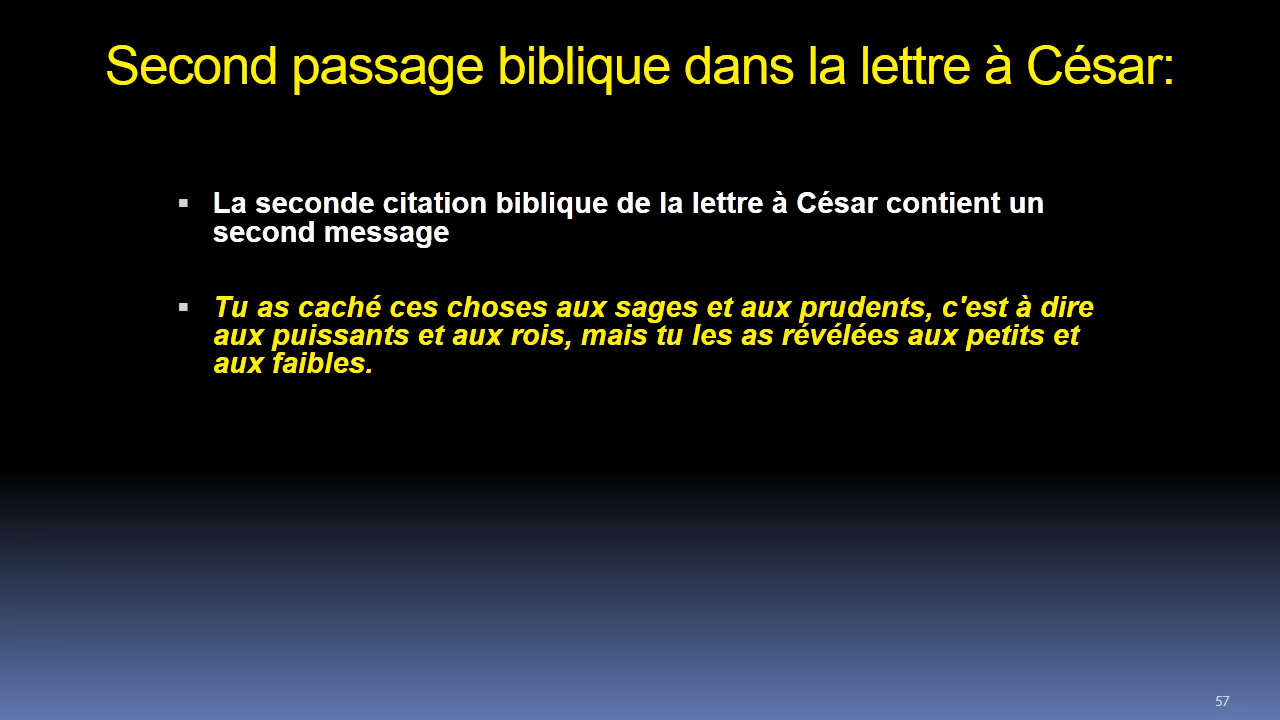 Second passage biblique dans la lettre à César:
▪ La seconde citation biblique de la lettre à César contient un
second message
▪ Tu as caché ces choses aux sages et aux prudents, c'est à dire
aux puissants et aux rois, mais tu les as révélées aux petits et
aux faibles.
57